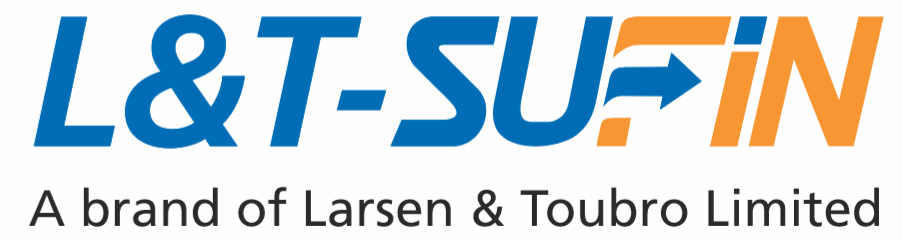 L&T-SUFiN
A brand of Larsen & Toubro Limited